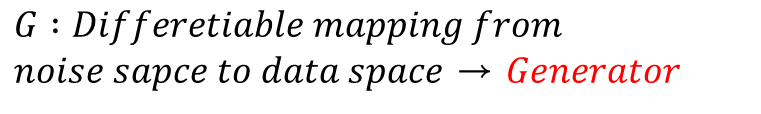 G : Differetiable mapping from
noise sapce to data space → Generator